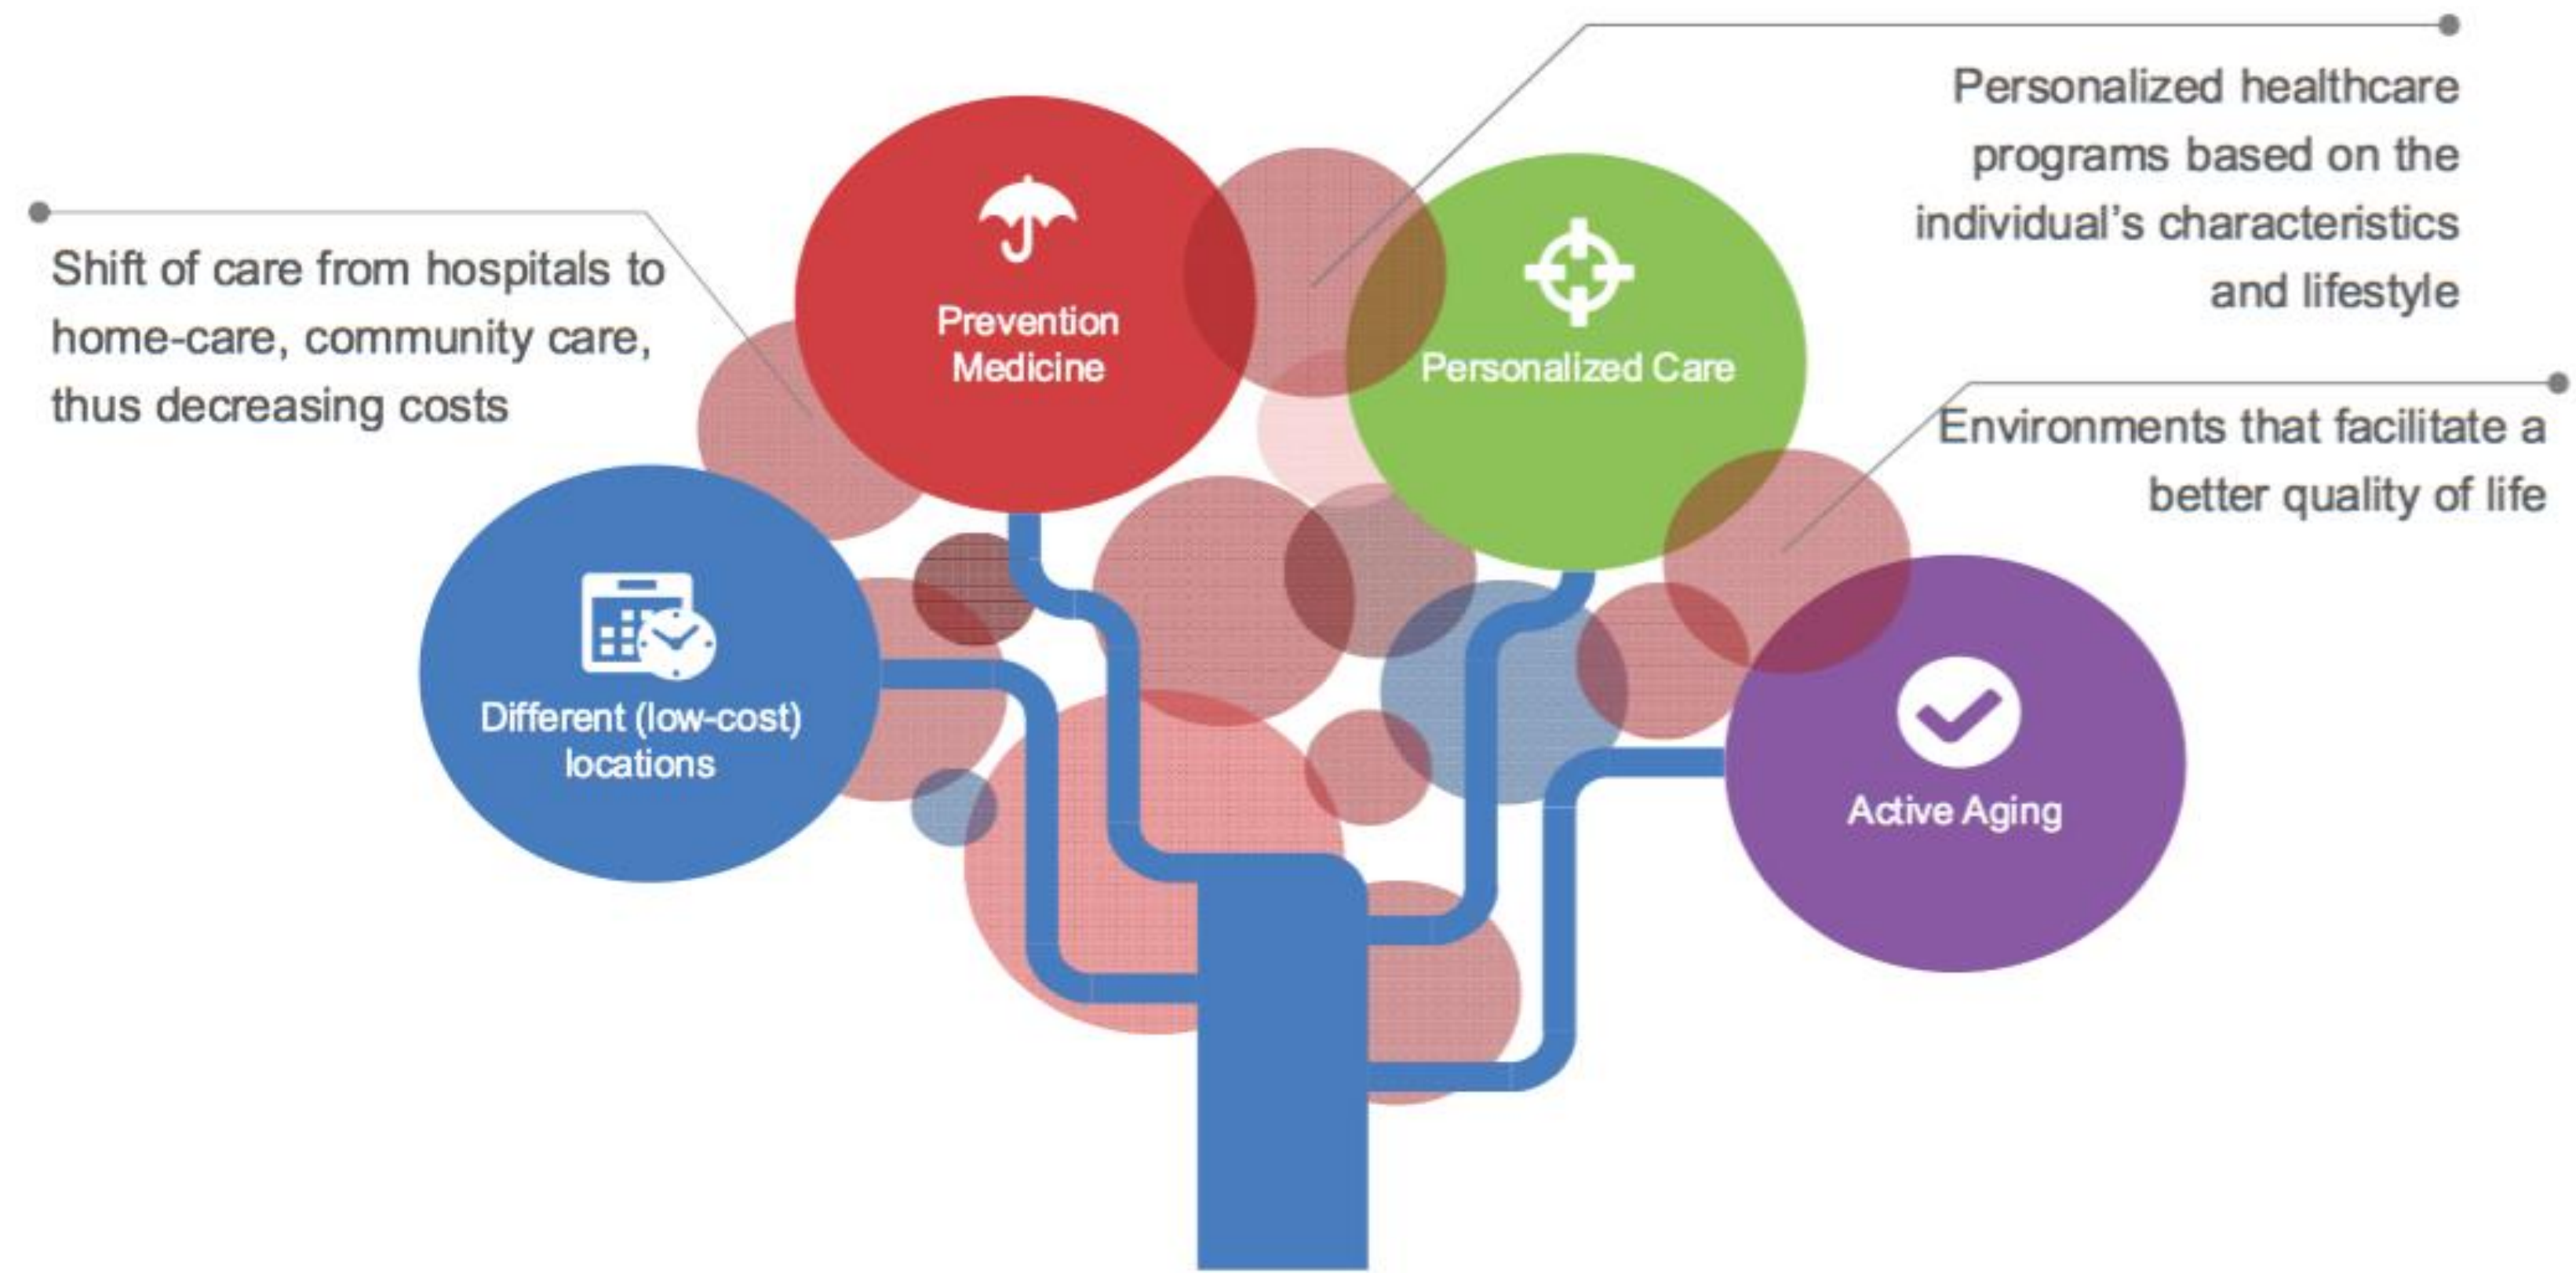 Personalized healthcare
programs based on the
individual's characteristics
and lifestyle
Shift of care from hospitals to
home-care, community care,
thus decreasing costs
Prevention
Medicine
Personalized Care
Environments that facilitate a
better quality of life
Different (low-cost)
locations
Active Aging